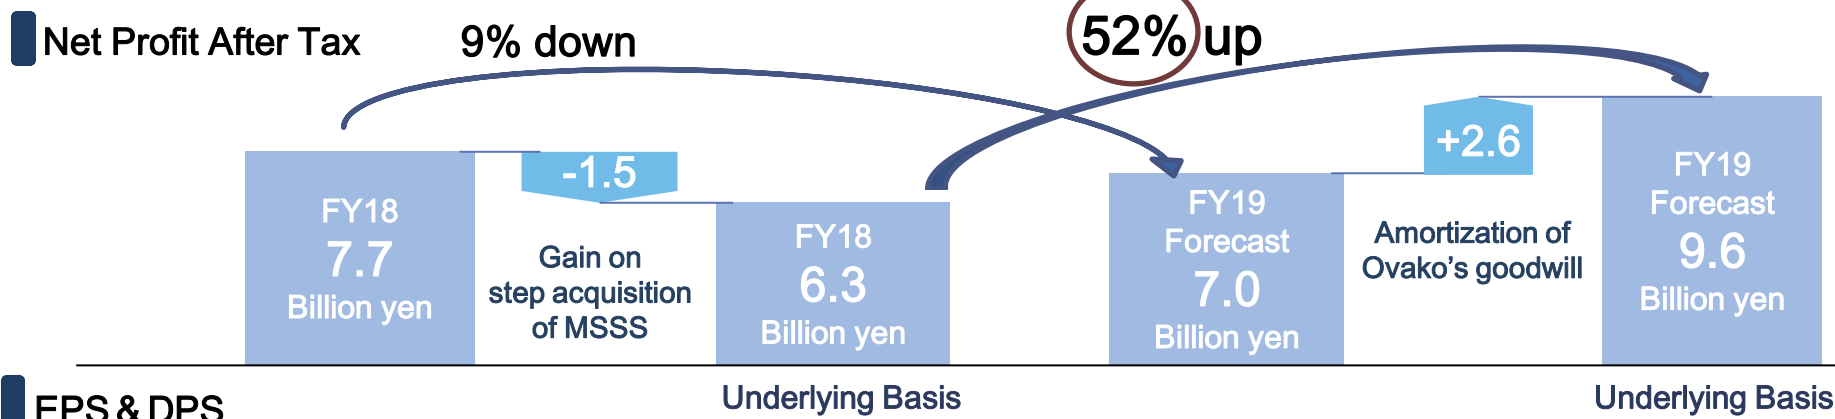 Net Profit After Tax
9% down
52% up
FY18
7.7
Billion yen
-1.5
Gain on
step acquisition
of MSSS
FY18
6.3
Billion yen
Underlying Basis
FY19
Forecast
7.0
Billion yen
+2.6
Amortization of
Ovako's goodwill
FY19
Forecast
9.6
Billion yen
Underlying Basis
EPS & DPS